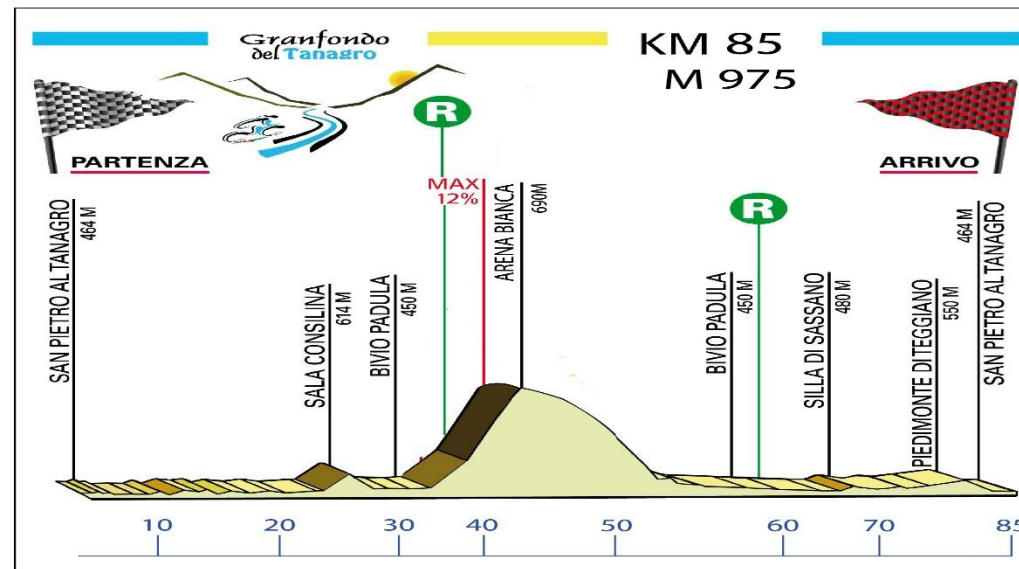 Granfondo
del Tanagro
KM 85
M 975
PARTENZA
ARRIVO
R
R
MAX
12%
SAN PIETRO AL TANAGRO
464 M
SALA CONSILINA
614 M
BIVIO PADULA
450 M
ARENA BIANCA
690M
BIVIO PADULA
450 M
SILLA DI SASSANO
480 M
PIEDIMONTE DI TEGGIANO
550 M
SAN PIETRO AL TANAGRO
464 M
10 20 30 40 50 60 70 85